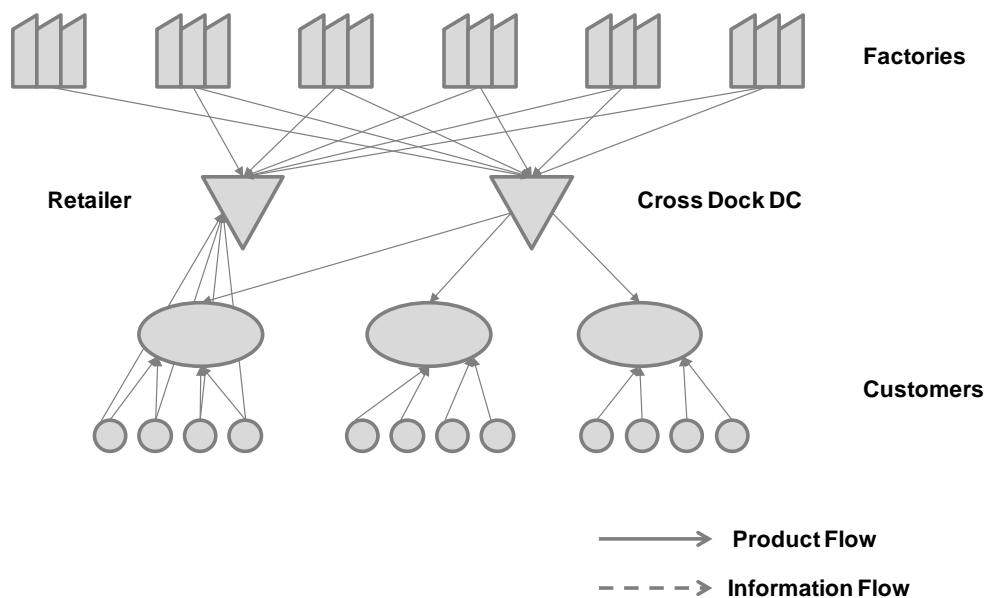 Factories
Retailer
Cross Dock DC
Customers
Product Flow
Information Flow